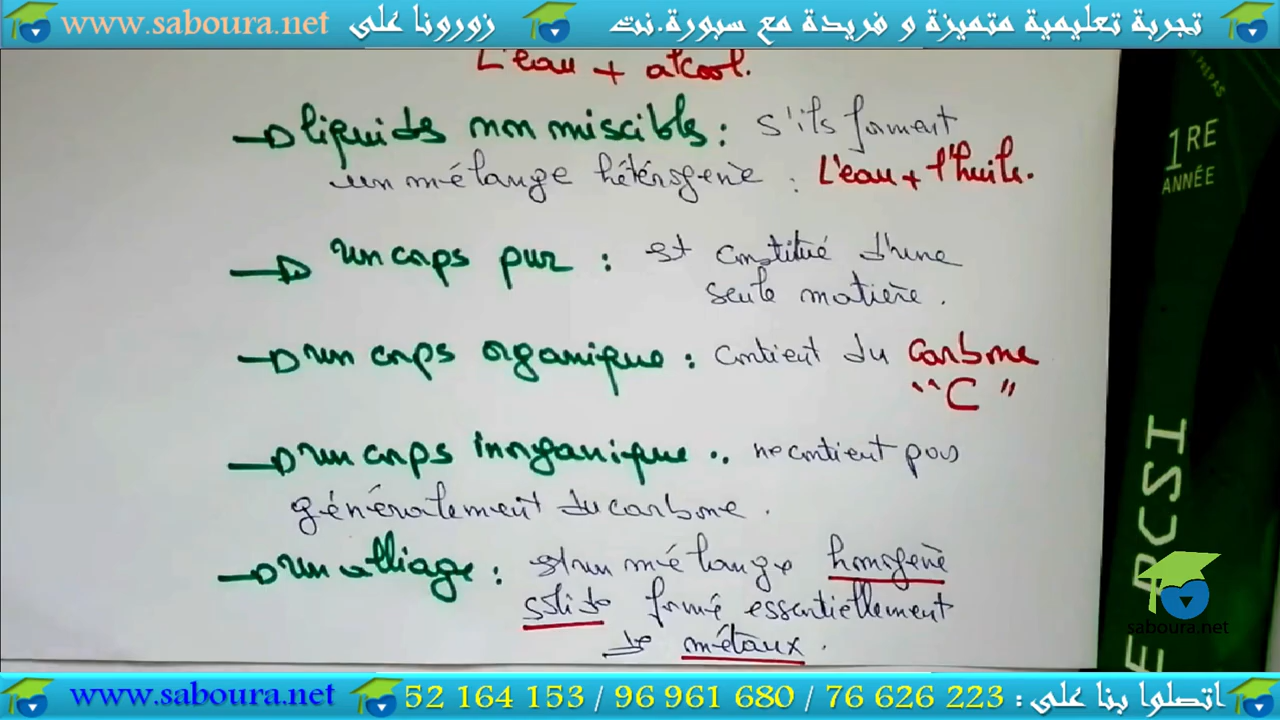 www.saboura.net زورونا على تجربة تعليمية متميزة و فريدة مع سبورة.نت
L'eau + alcool.
liquides non miscibles : s'ils forment
un mélange hétérogène : L'eau + l'huile.
un corps pur : est constitué d'une
seule matière.
un corps organique : contient du carbone
"C"
un corps inorganique : ne contient pas
généralement du carbone.
un alliage : est un mélange homogène
solide formé essentiellement
de métaux.
PREPAS
1RE
ANNÉE
E PCSI
saboura.net
www.saboura.net 52 164 153 / 96 961 680 / 76 626 223 : اتصلوا بنا على